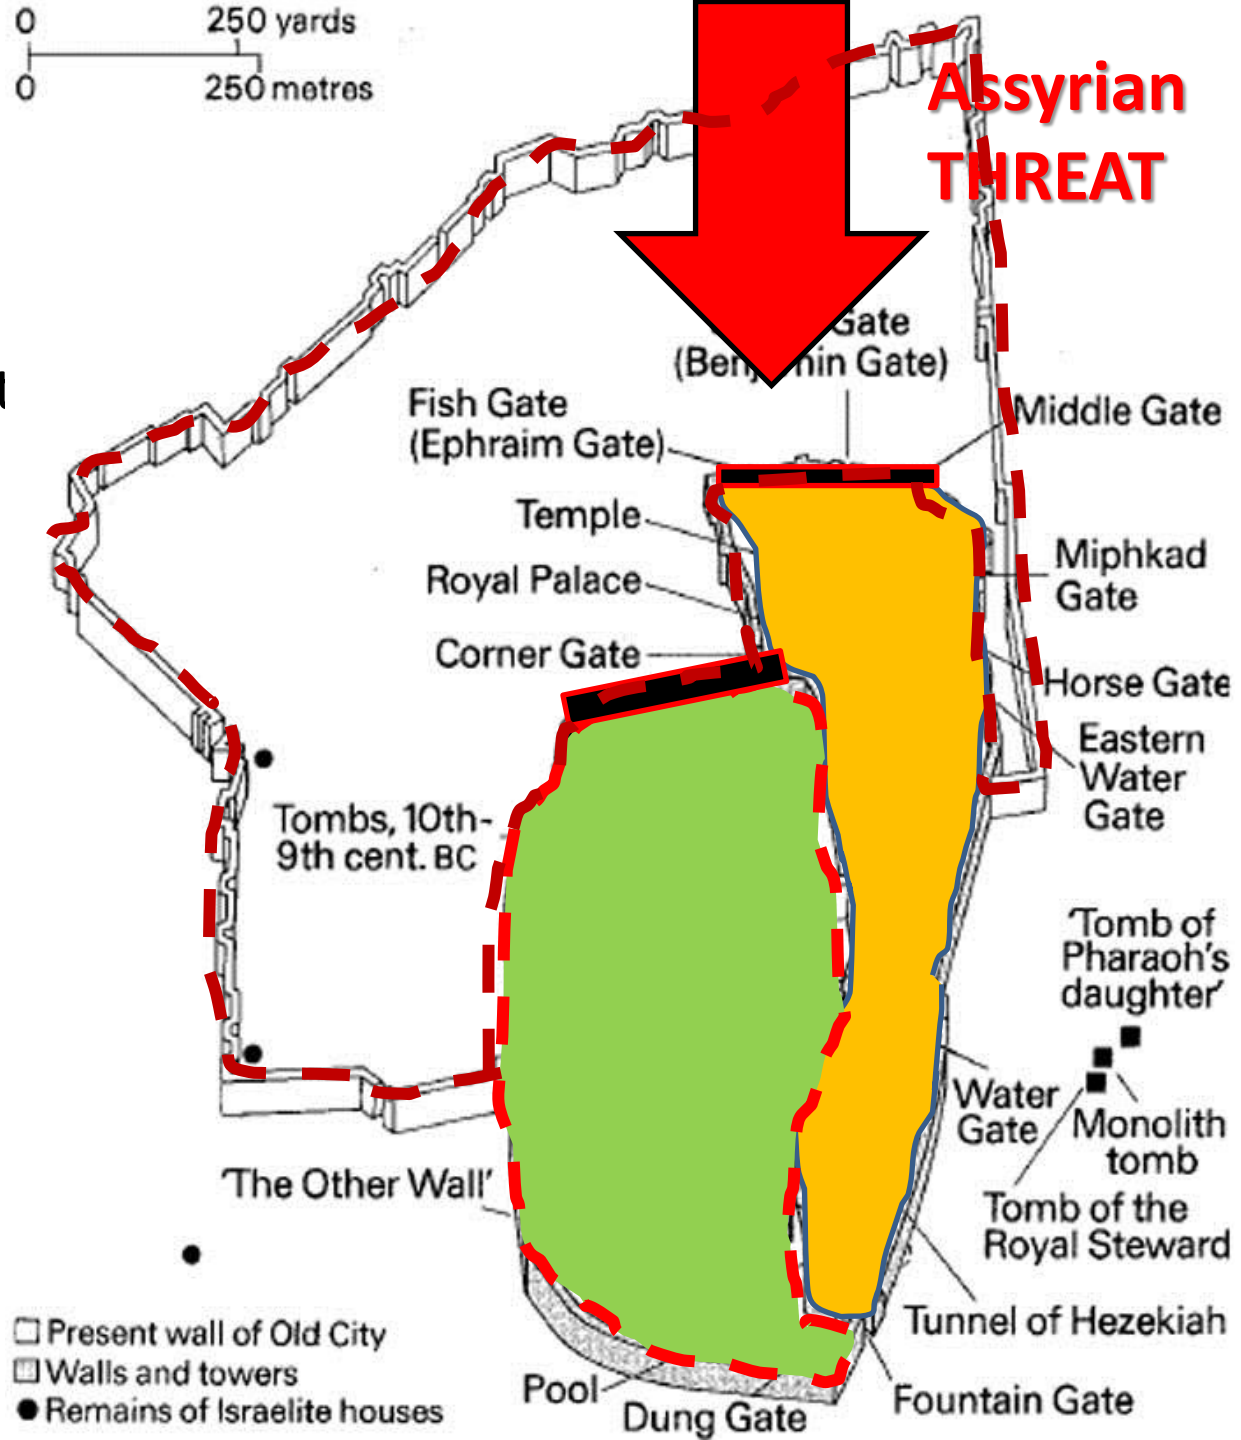 0 250 yards
0 250 metres
Assyrian
THREAT
Gate
(Benjamin Gate)
Fish Gate
(Ephraim Gate)
Middle Gate
Temple
Royal Palace
Corner Gate
Miphkad
Gate
Horse Gate
Eastern
Water
Gate
Tombs, 10th-
9th cent. BC
'Tomb of
Pharaoh's
daughter'
Water
Gate
Monolith
tomb
'The Other Wall'
Tomb of the
Royal Steward
Tunnel of Hezekiah
Present wall of Old City
Walls and towers
Remains of Israelite houses
Pool
Dung Gate
Fountain Gate